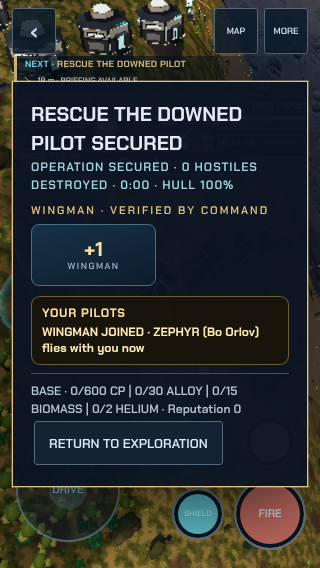 ‹
MAP
MORE
NEXT · RESCUE THE DOWNED PILOT
10 m · BRIEFING AVAILABLE
RESCUE THE DOWNED
PILOT SECURED
OPERATION SECURED · 0 HOSTILES
DESTROYED · 0:00 · HULL 100%
WINGMAN · VERIFIED BY COMMAND
+1
WINGMAN
YOUR PILOTS
WINGMAN JOINED · ZEPHYR (Bo Orlov)
flies with you now
BASE · 0/600 CP | 0/30 ALLOY | 0/15
BIOMASS | 0/2 HELIUM · Reputation 0
RETURN TO EXPLORATION
DRIVE
SHIELD
FIRE